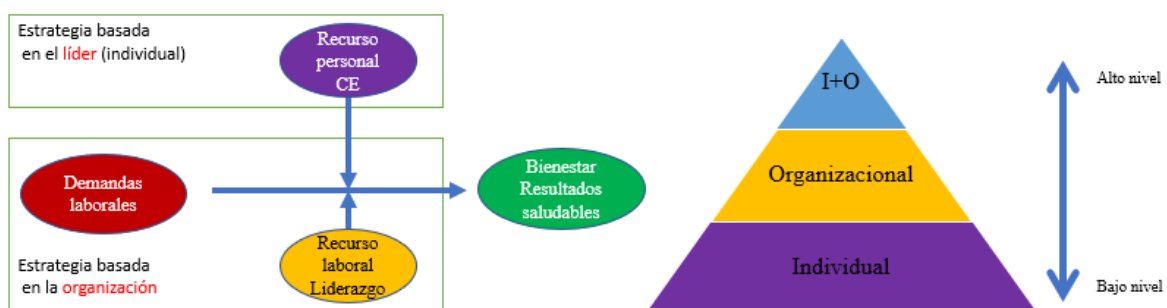 Estrategia basada
en el líder (individual)
Recurso
personal
CE
Demandas
laborales
Bienestar
Resultados
saludables
Recurso
laboral
Liderazgo
Estrategia basada
en la organización
I+O
Organizacional
Individual
Alto nivel
Bajo nivel